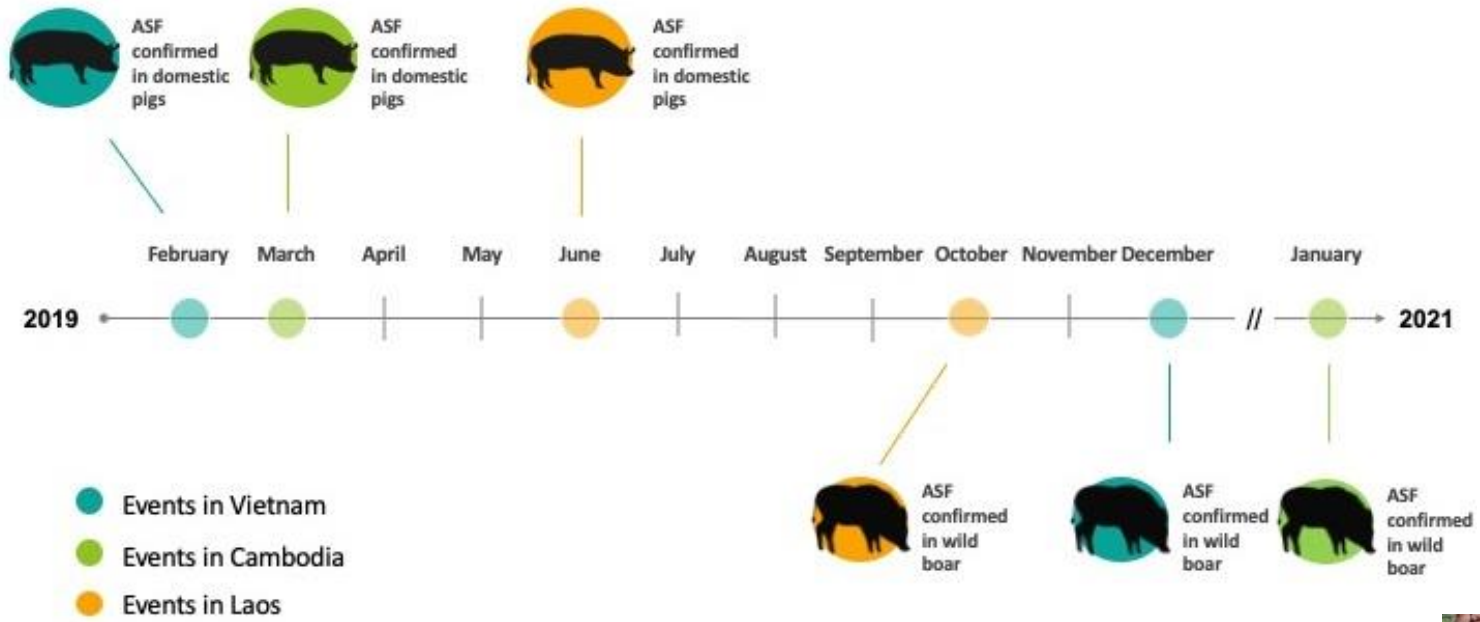 ASF
confirmed
in domestic
pigs
ASF
confirmed
in domestic
pigs
ASF
confirmed
in domestic
pigs
February March April May June July August September October November December January
2019 // 2021
ASF
confirmed
in wild
boar
ASF
confirmed
in wild
boar
ASF
confirmed
in wild
boar
Events in Vietnam
Events in Cambodia
Events in Laos